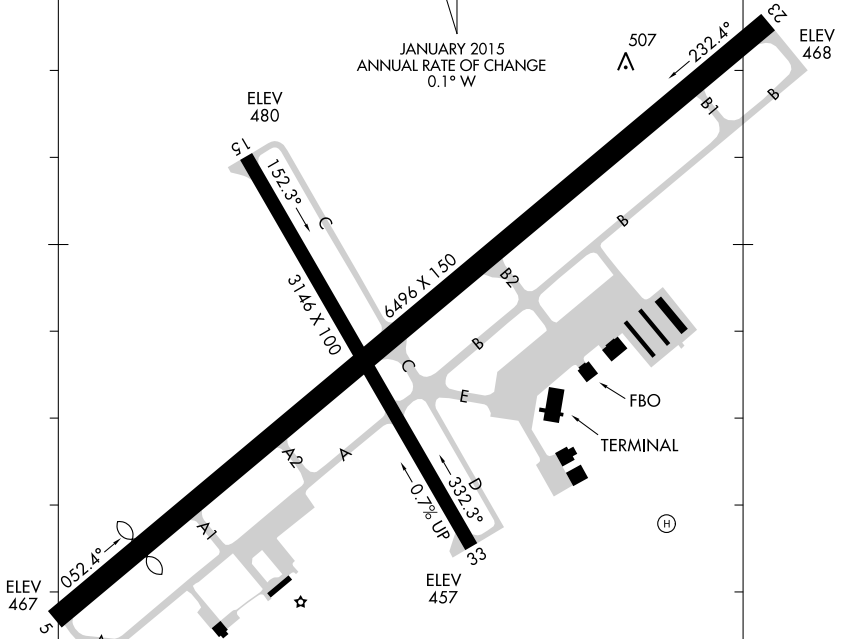 JANUARY 2015
ANNUAL RATE OF CHANGE
0.1° W
507
23
232.4°
ELEV
468
B1
B
ELEV
480
15
152.3°
C
B
6496 X 150
B2
3146 X 100
B
C
E
FBO
TERMINAL
A2
A
D
332.3°
0.7% UP
H
A1
33
052.4°
ELEV
457
ELEV
467
5
A